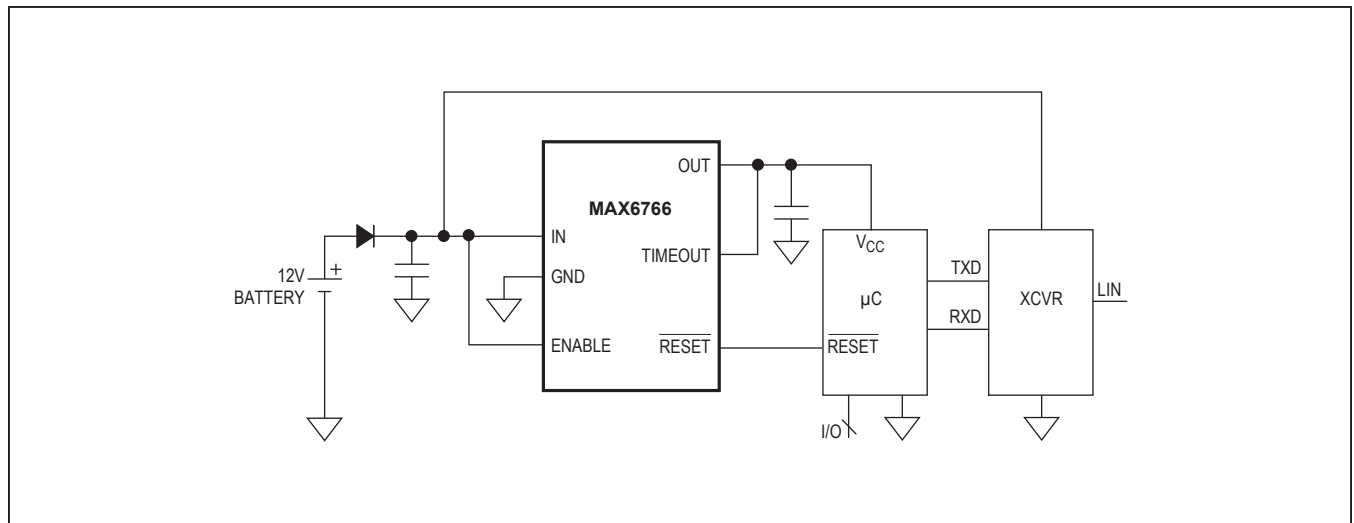 OUT
MAX6766
IN
TIMEOUT
12V
BATTERY
+
GND
ENABLE
RESET
VCC
µC
RESET
TXD
RXD
XCVR
LIN
I/O